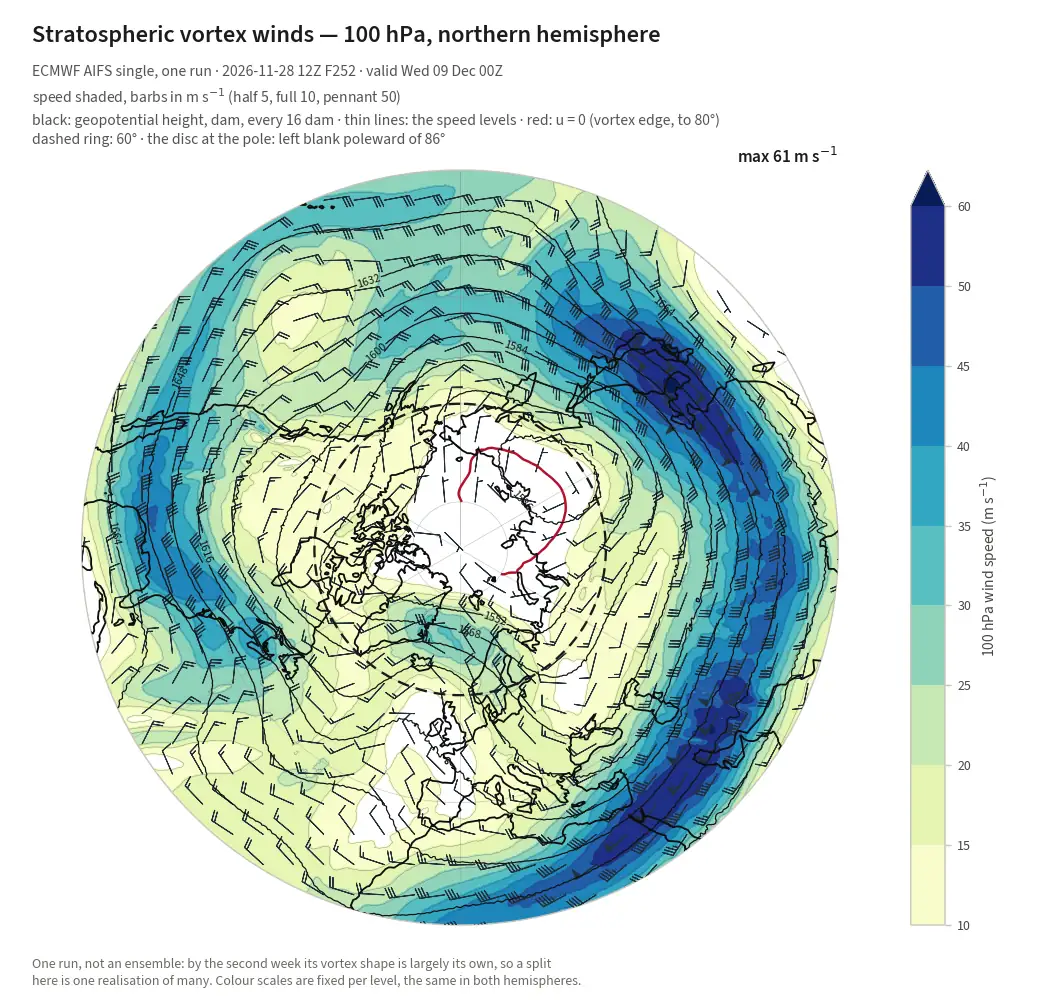 Stratospheric vortex winds — 100 hPa, northern hemisphere
ECMWF AIFS single, one run · 2026-11-28 12Z F252 · valid Wed 09 Dec 00Z
speed shaded, barbs in m s⁻¹ (half 5, full 10, pennant 50)
black: geopotential height, dam, every 16 dam · thin lines: the speed levels · red: u = 0 (vortex edge, to 80°)
dashed ring: 60° · the disc at the pole: left blank poleward of 86°
max 61 m s⁻¹
60
50
45
40
35
30
25
20
15
10
100 hPa wind speed (m s⁻¹)
1632
1600
1584
1648
1616
1552
1568
One run, not an ensemble: by the second week its vortex shape is largely its own, so a split
here is one realisation of many. Colour scales are fixed per level, the same in both hemispheres.